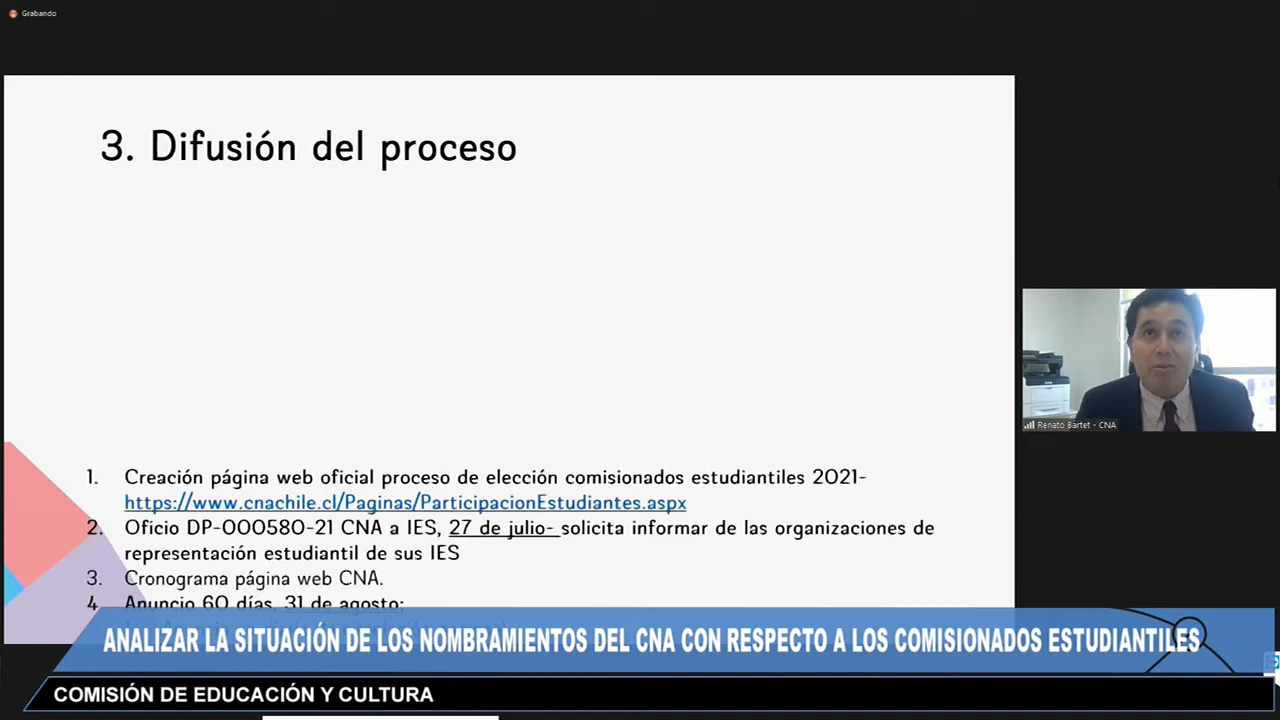 Grabando
3. Difusión del proceso
1. Creación página web oficial proceso de elección comisionados estudiantiles 2021-
https://www.cnachile.cl/Paginas/ParticipacionEstudiantes.aspx
2. Oficio DP-000580-21 CNA a IES, 27 de julio- solicita informar de las organizaciones de
representación estudiantil de sus IES
3. Cronograma página web CNA.
4. Anuncio 60 días, 31 de agosto:
Renato Bartet - CNA
ANALIZAR LA SITUACIÓN DE LOS NOMBRAMIENTOS DEL CNA CON RESPECTO A LOS COMISIONADOS ESTUDIANTILES
COMISIÓN DE EDUCACIÓN Y CULTURA